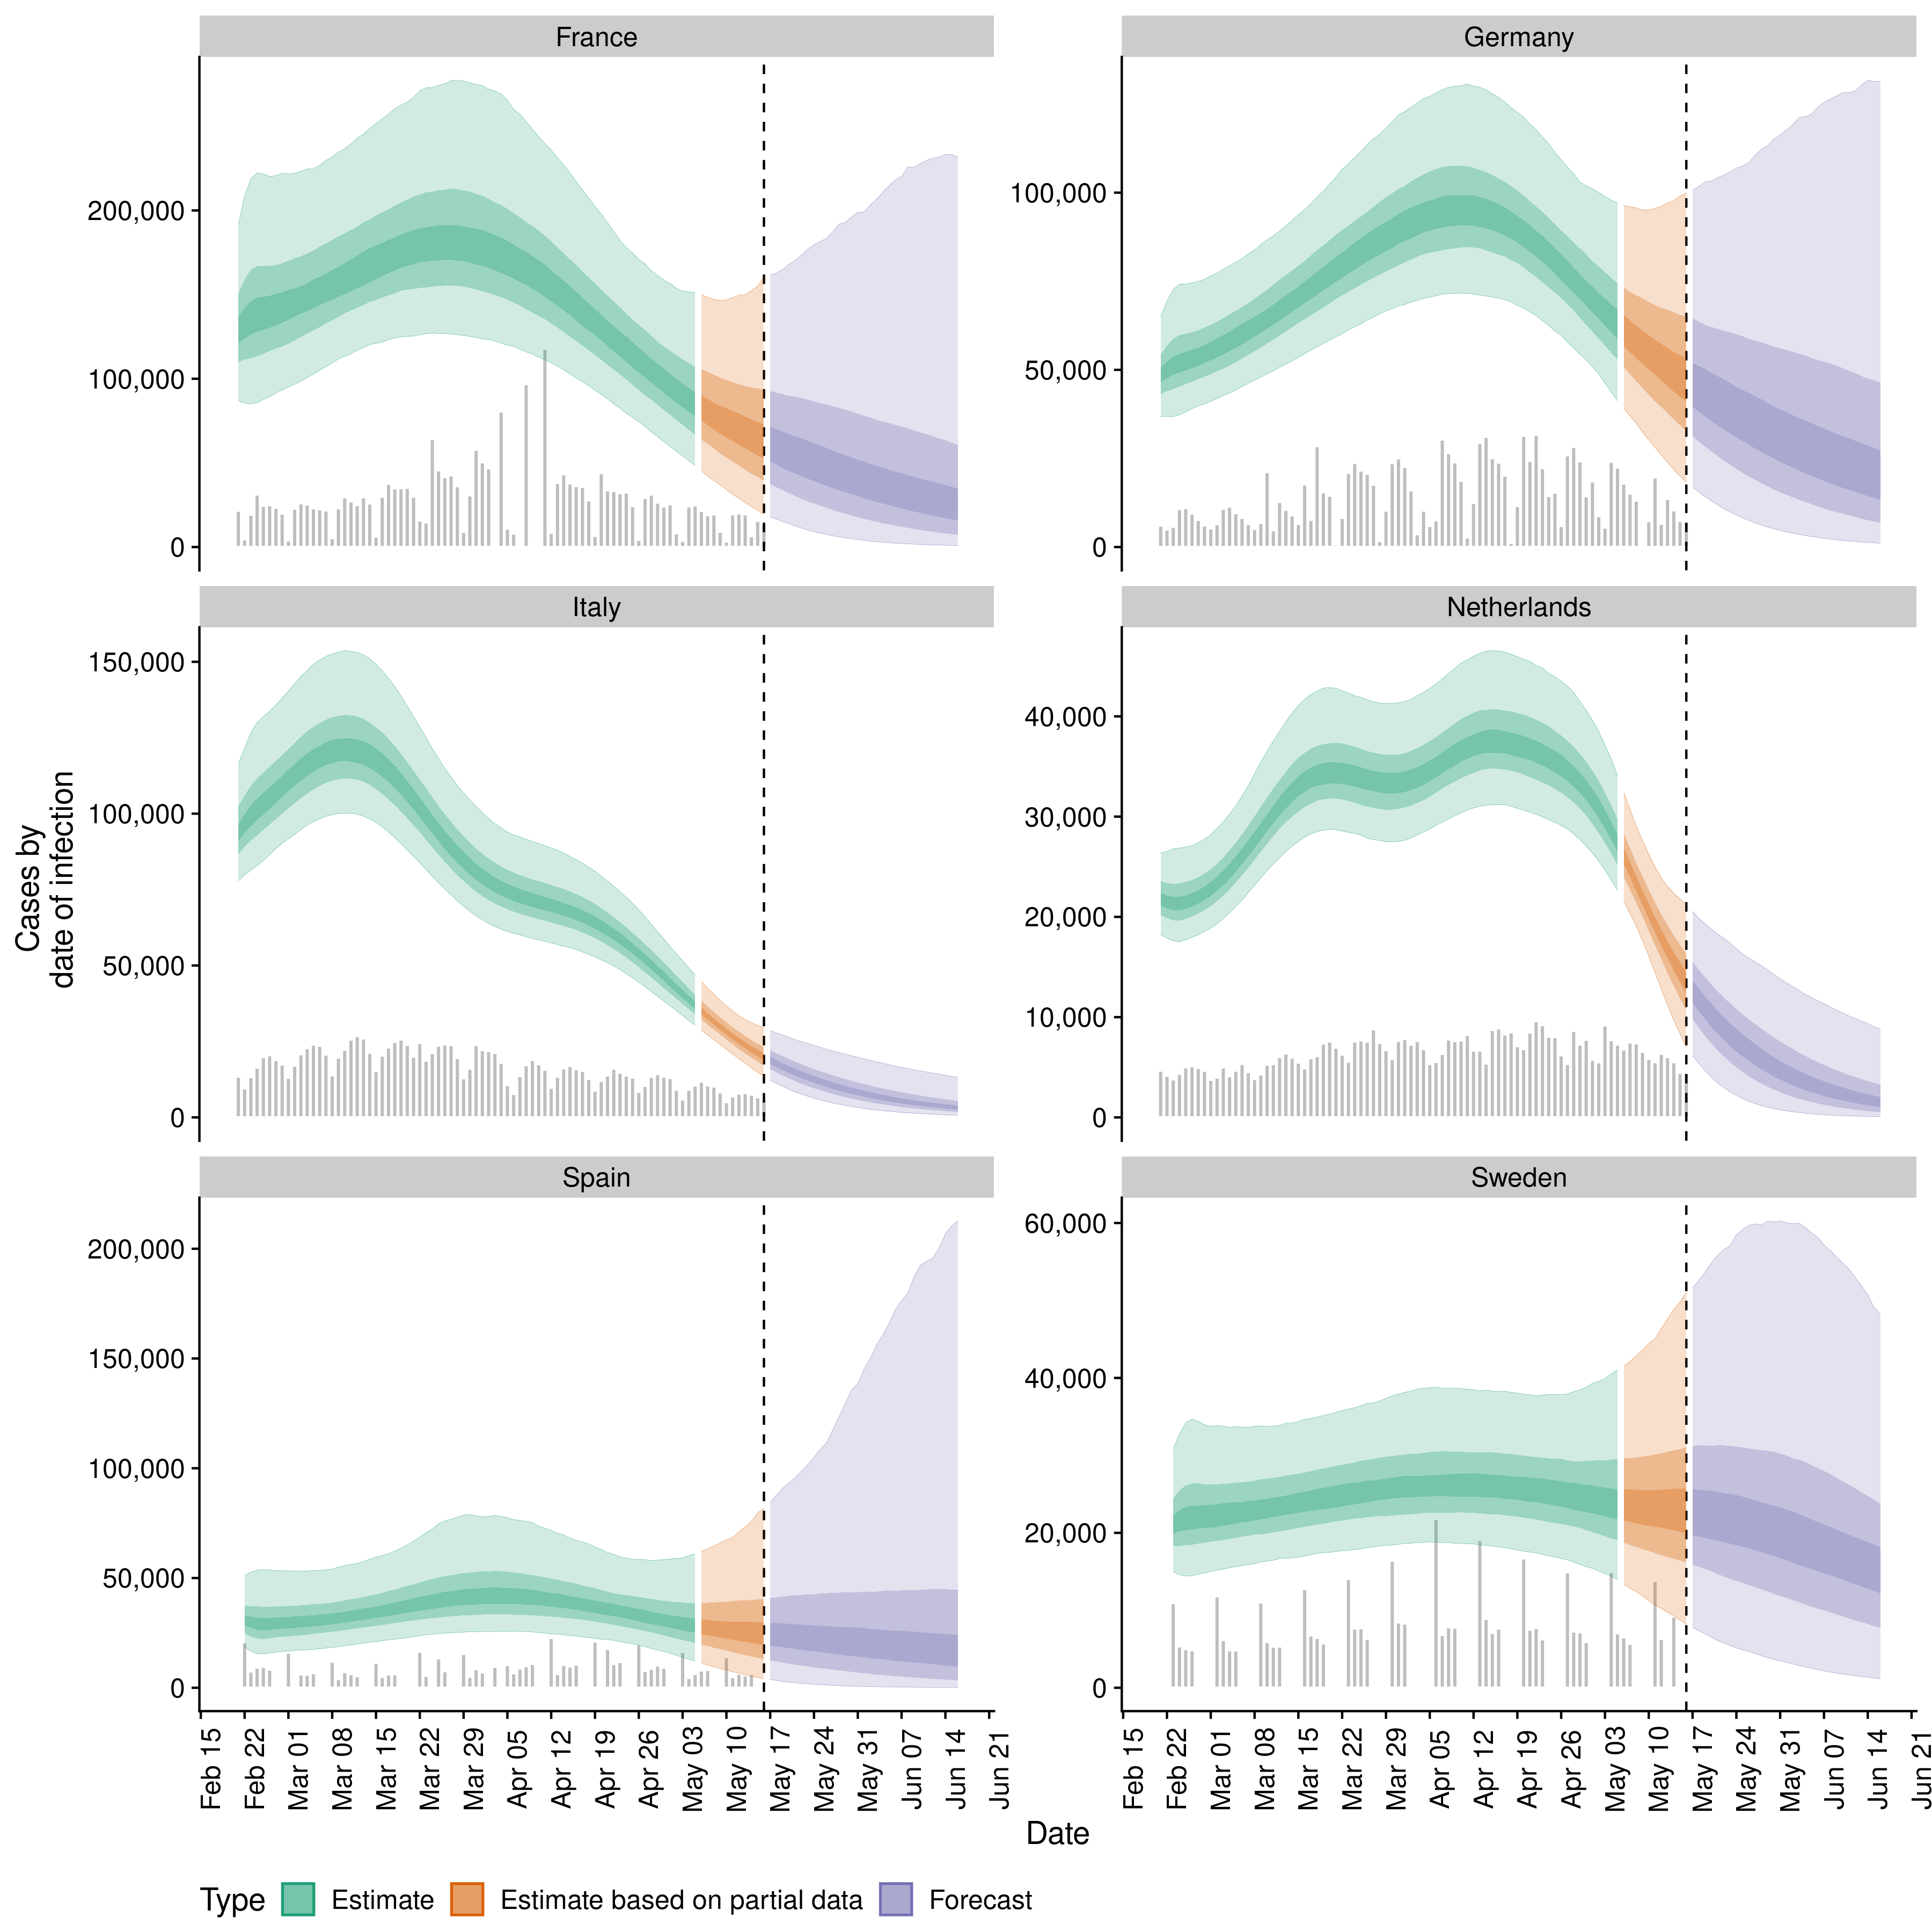 France
Germany
200,000
100,000
0
100,000
50,000
0
Italy
Netherlands
150,000
100,000
50,000
0
40,000
30,000
20,000
10,000
0
Cases by
date of infection
Spain
Sweden
200,000
150,000
100,000
50,000
0
60,000
40,000
20,000
0
Feb 15 Feb 22 Mar 01 Mar 08 Mar 15 Mar 22 Mar 29 Apr 05 Apr 12 Apr 19 Apr 26 May 03 May 10 May 17 May 24 May 31 Jun 07 Jun 14 Jun 21
Feb 15 Feb 22 Mar 01 Mar 08 Mar 15 Mar 22 Mar 29 Apr 05 Apr 12 Apr 19 Apr 26 May 03 May 10 May 17 May 24 May 31 Jun 07 Jun 14 Jun 21
Date
Type Estimate Estimate based on partial data Forecast